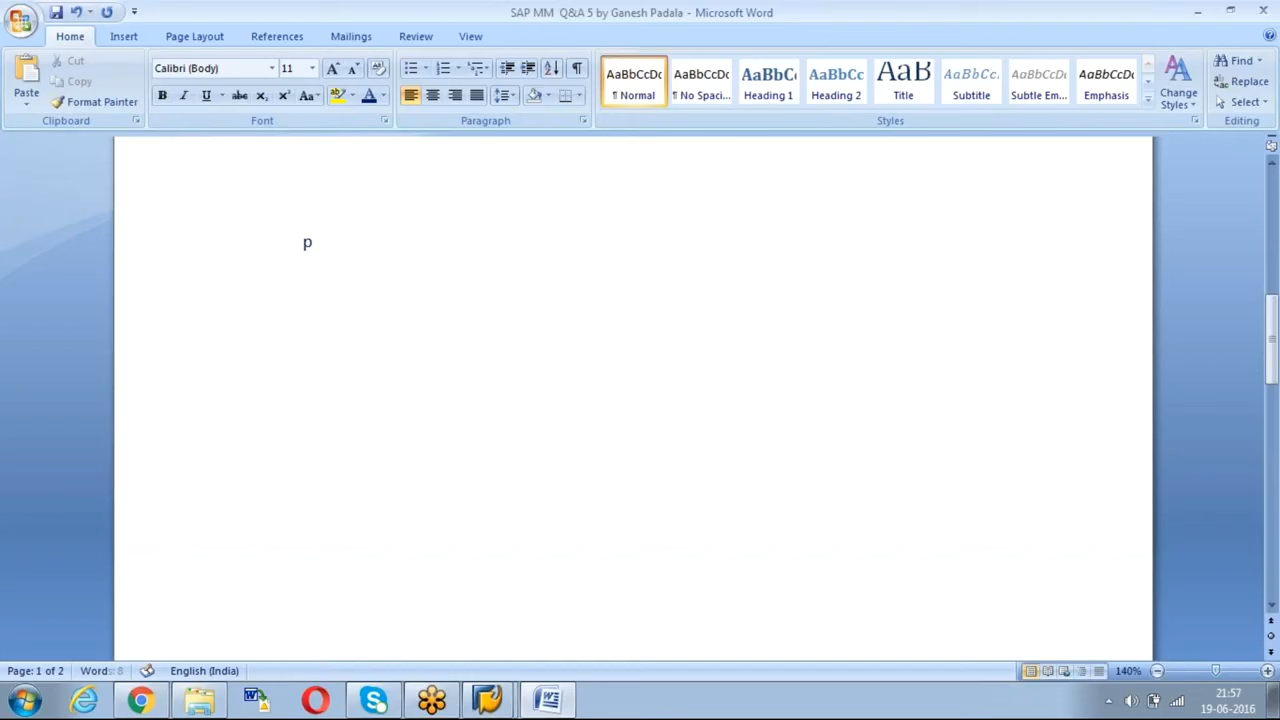 SAP MM Q&A 5 by Ganesh Padala - Microsoft Word
Home Insert Page Layout References Mailings Review View
Paste
Cut
Copy
Format Painter
Clipboard
Calibri (Body) 11
Font
Paragraph
AaBbCcDc AaBbCcDc AaBbC AaBbCc AaB AaBbCc. AaBbCcDc AaBbCcDc
¶ Normal ¶ No Spaci... Heading 1 Heading 2 Title Subtitle Subtle Em... Emphasis
Change Styles
Styles
Find
Replace
Select
Editing
p
Page: 1 of 2 Words: 8 English (India) 140%
21:57
19-06-2016